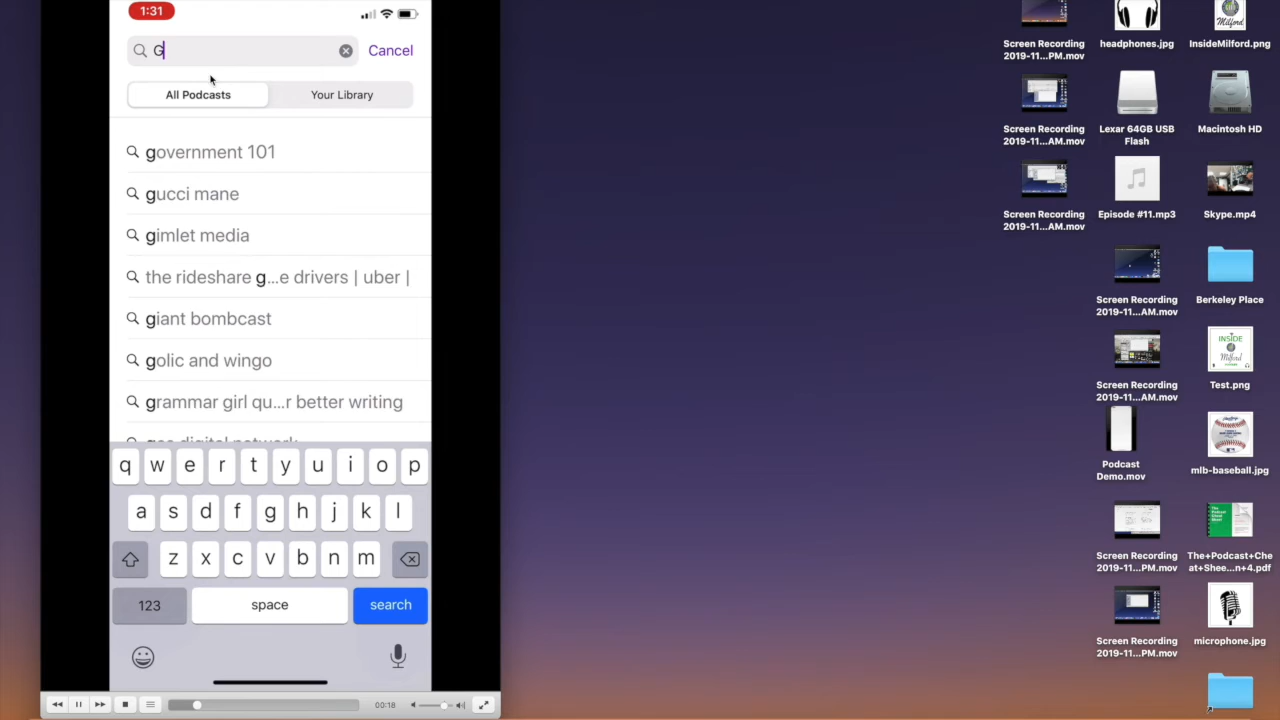 1:31
G
Cancel
All Podcasts
Your Library
government 101
gucci mane
gimlet media
the rideshare g...e drivers | uber |
giant bombcast
golic and wingo
grammar girl qu...r better writing
q w e r t y u i o p
a s d f g h j k l
z x c v b n m
123
space
search
00:18
Screen Recording
2019-11...PM.mov
headphones.jpg
Milford
InsideMilford.png
Screen Recording
2019-11...AM.mov
Lexar 64GB USB
Flash
Macintosh HD
Screen Recording
2019-11...AM.mov
Episode #11.mp3
Skype.mp4
Screen Recording
2019-11...AM.mov
Berkeley Place
Screen Recording
2019-11...AM.mov
INSIDE
Milford
Test.png
Podcast
Demo.mov
mlb-baseball.jpg
Screen Recording
2019-11...PM.mov
The+Podcast+Che
at+Shee...n+4.pdf
Screen Recording
2019-11...PM.mov
microphone.jpg